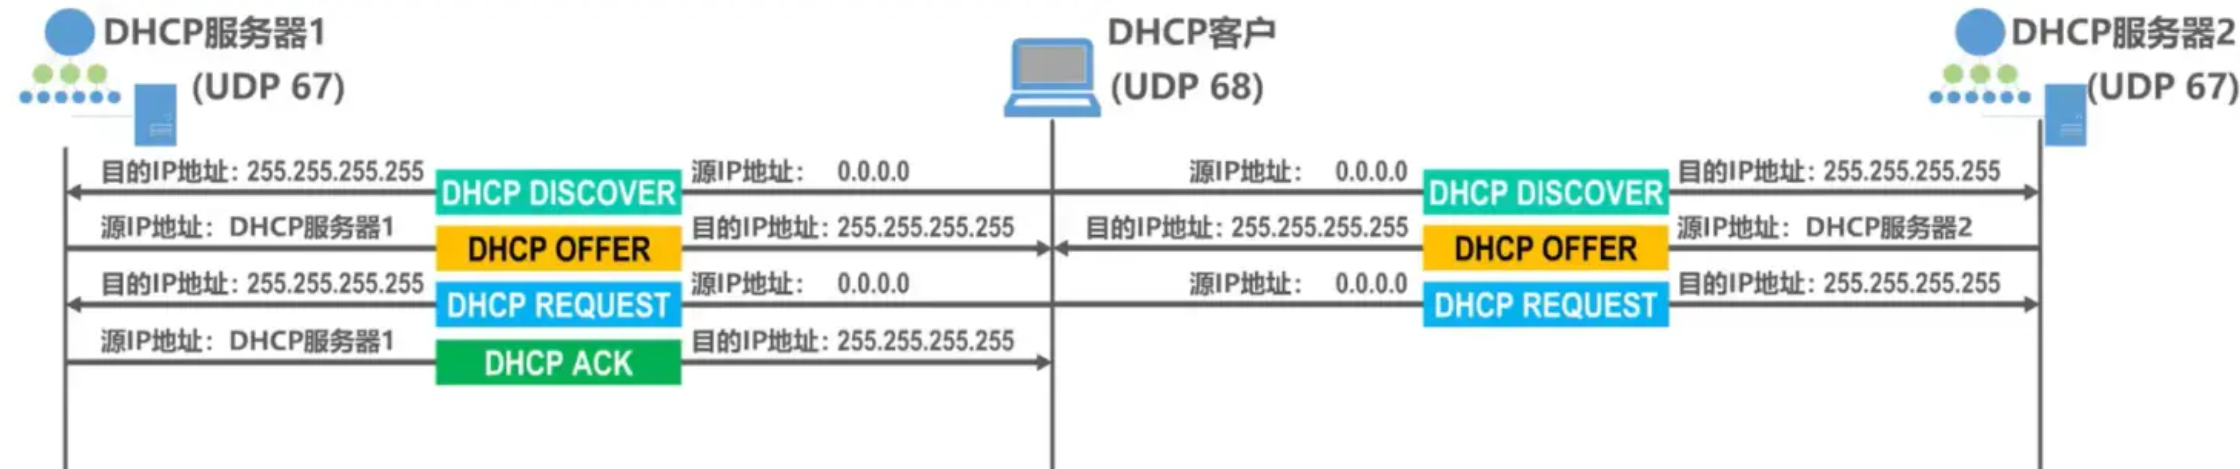 DHCP服务器1
(UDP 67)
DHCP客户
(UDP 68)
DHCP服务器2
(UDP 67)
目的IP地址: 255.255.255.255 DHCP DISCOVER 源IP地址: 0.0.0.0 源IP地址: 0.0.0.0 DHCP DISCOVER 目的IP地址: 255.255.255.255
源IP地址: DHCP服务器1 DHCP OFFER 目的IP地址: 255.255.255.255 目的IP地址: 255.255.255.255 DHCP OFFER 源IP地址: DHCP服务器2
目的IP地址: 255.255.255.255 DHCP REQUEST 源IP地址: 0.0.0.0 源IP地址: 0.0.0.0 DHCP REQUEST 目的IP地址: 255.255.255.255
源IP地址: DHCP服务器1 DHCP ACK 目的IP地址: 255.255.255.255